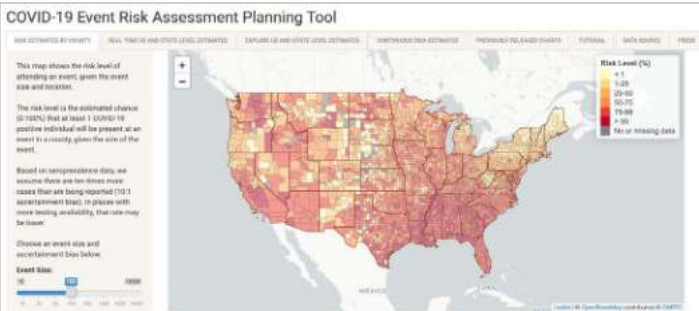 COVID-19 Event Risk Assessment Planning Tool
RISK ESTIMATES BY COUNTY REAL TIME US AND STATE LEVEL ESTIMATES EXPLORE US AND STATE LEVEL ESTIMATES CONTINUOUS RISK ESTIMATES PREVIOUSLY RELEASED CHARTS TUTORIAL DATA SOURCE PRESS
This map shows the risk level of
attending an event, given the event
size and location.
The risk level is the estimated chance
(0-100%) that at least 1 COVID-19
positive individual will be present at an
event in a county, given the size of the
event.
Based on seroprevalence data, we
assume there are ten times more
cases than are being reported (10:1
ascertainment bias). In places with
more testing availability, that rate may
be lower.
Choose an event size and
ascertainment bias below.
Event Size:
10 100
+
−
Risk Level (%)
< 1
1-25
25-50
50-75
75-99
> 99
No or missing data
MÉXICO
CUBA
Leaflet | © OpenStreetMap contributors © CARTO